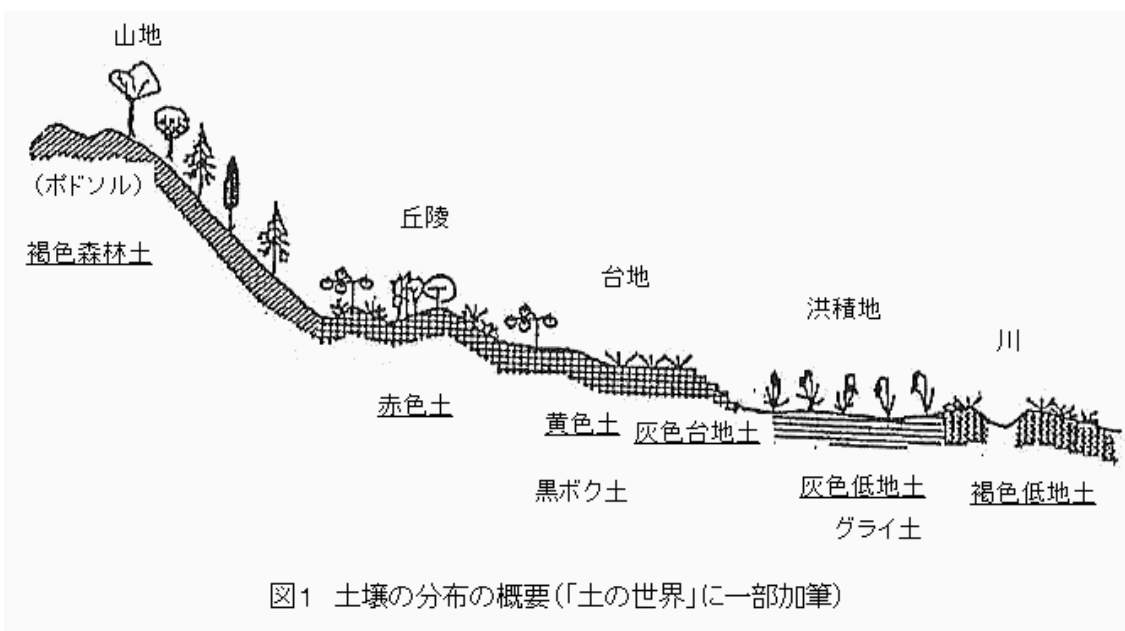 山地
(ポドソル)
褐色森林土
丘陵
台地
洪積地
川
赤色土
黄色土
灰色台地土
黒ボク土
灰色低地土
褐色低地土
グライ土
図1 土壌の分布の概要(「土の世界」に一部加筆)